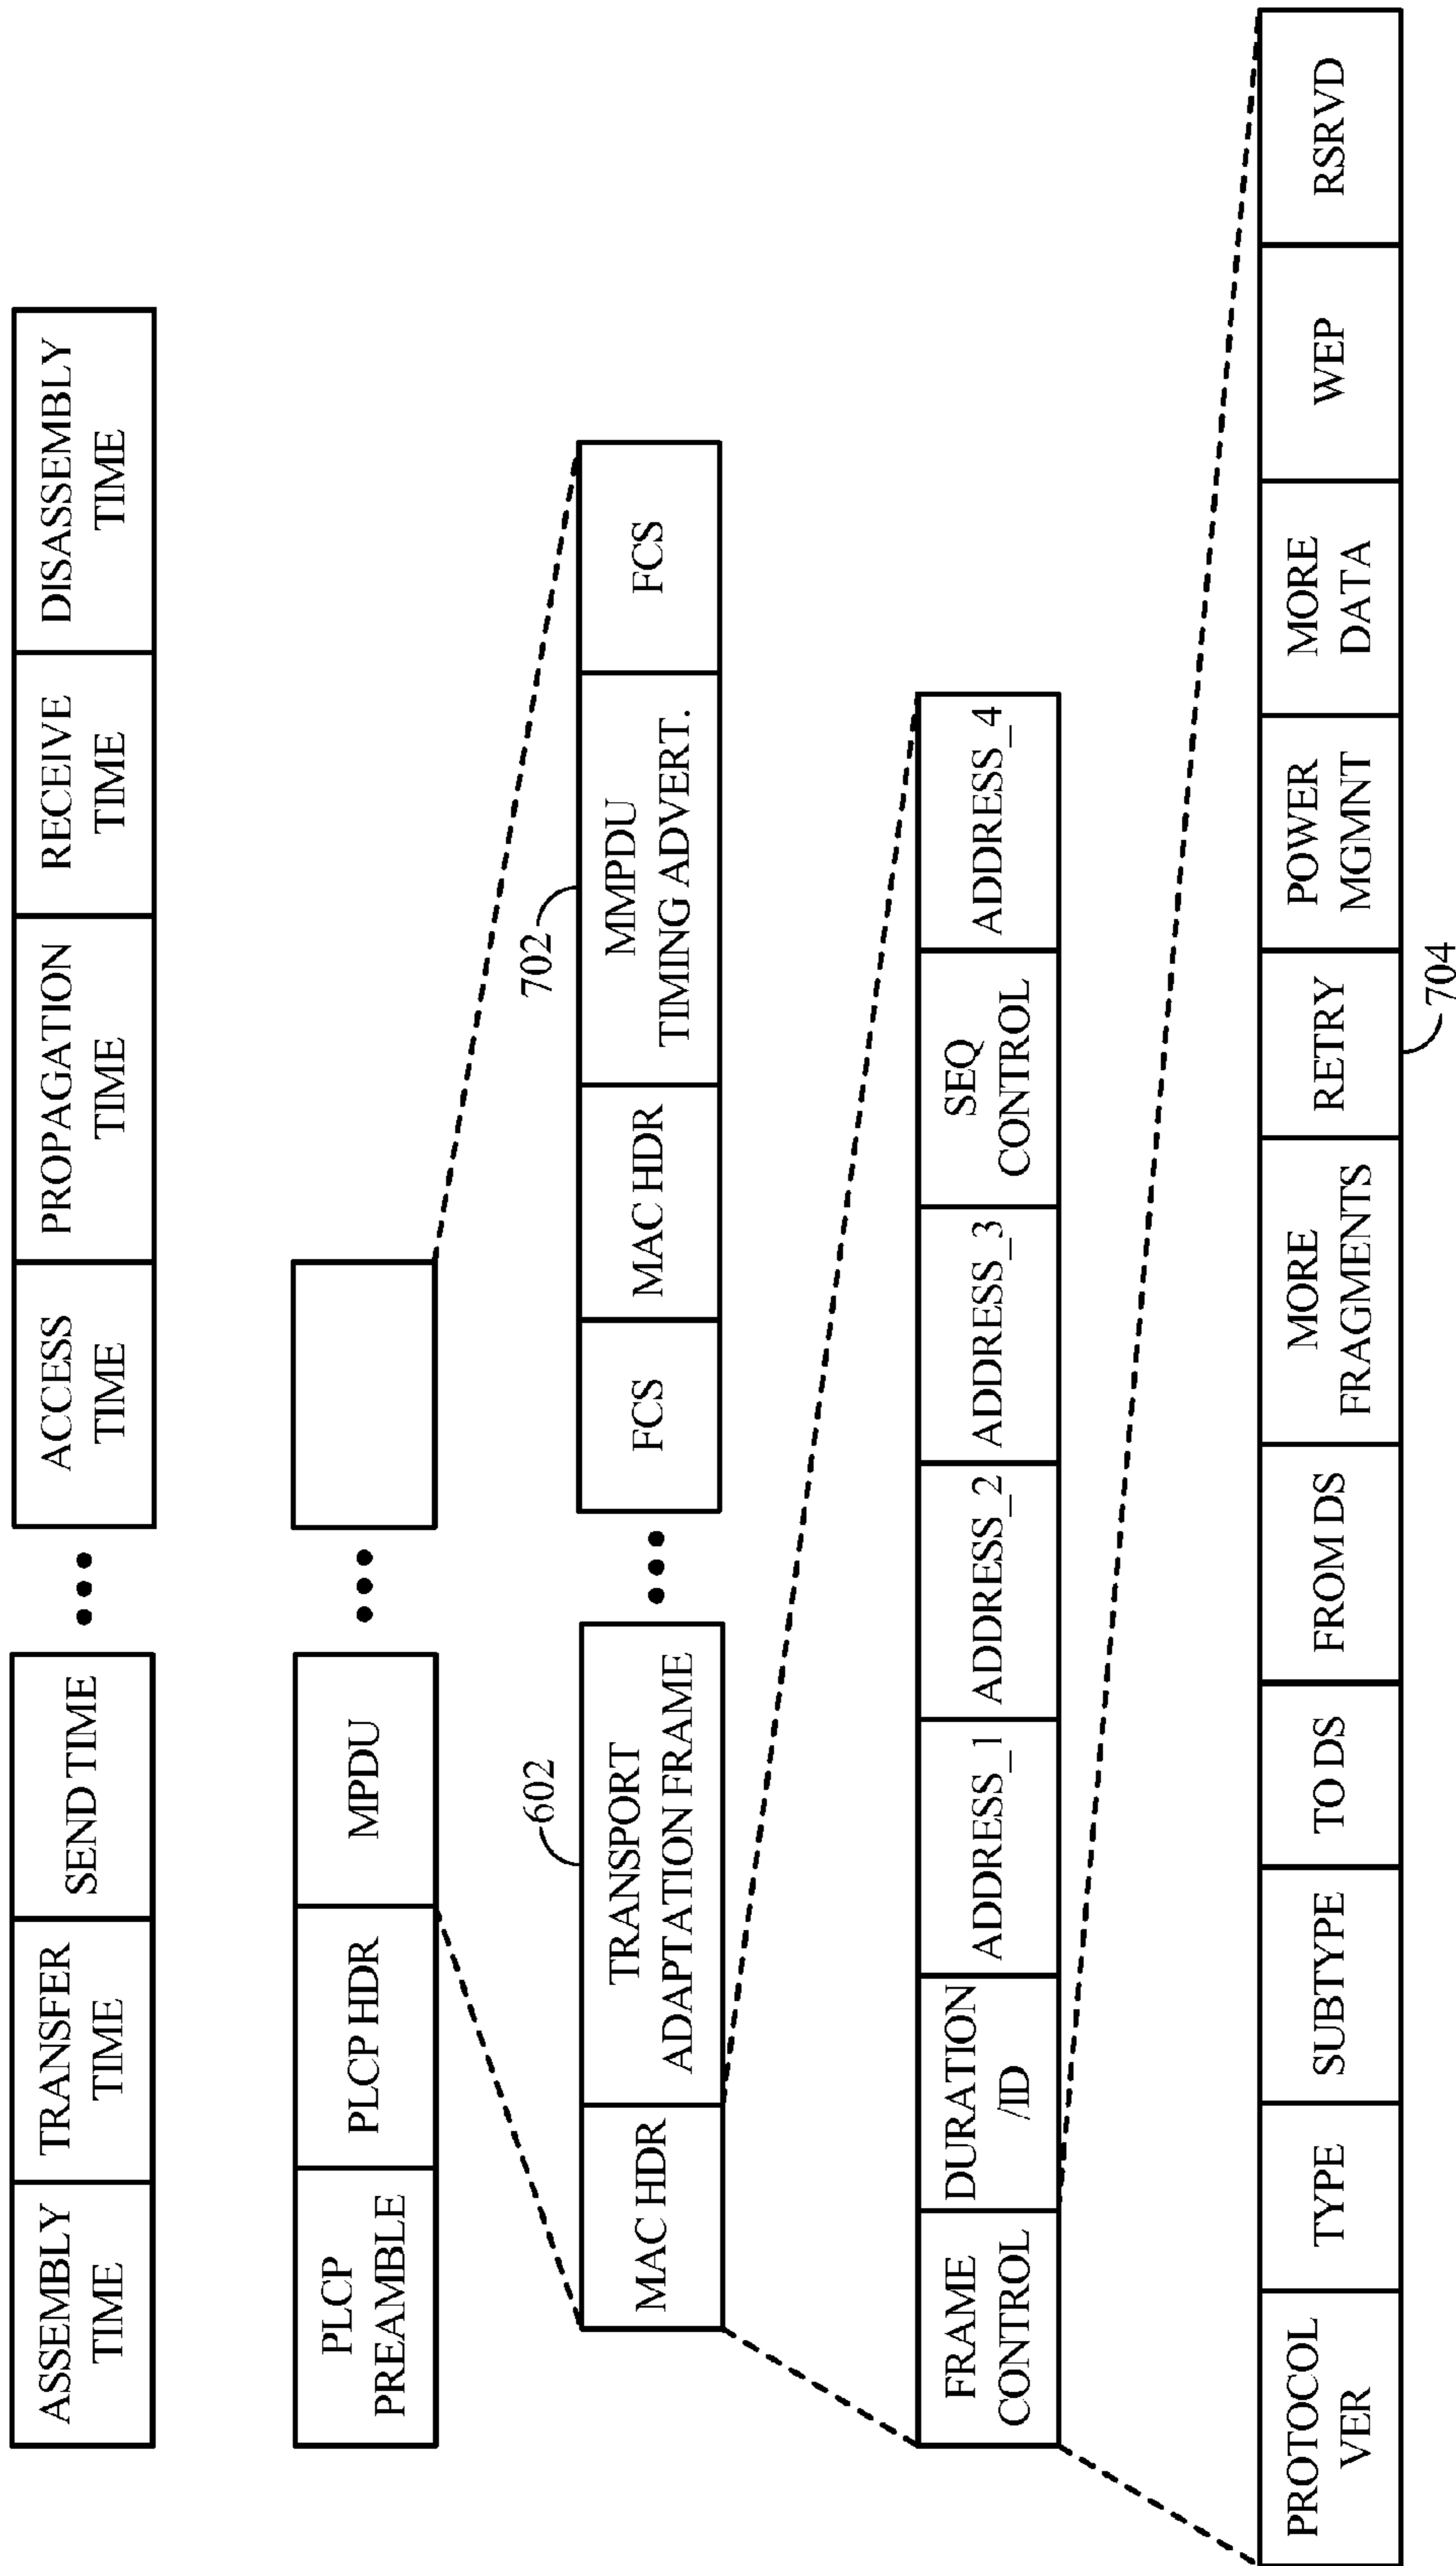 ASSEMBLY
TIME
TRANSFER
TIME
SEND TIME
•••
ACCESS
TIME
PROPAGATION
TIME
RECEIVE
TIME
DISASSEMBLY
TIME
PLCP
PREAMBLE
PLCP HDR
MPDU
•••
602
702
MAC HDR
TRANSPORT
ADAPTATION FRAME
•••
FCS
MAC HDR
MMPDU
TIMING ADVERT.
FCS
FRAME
CONTROL
DURATION
/ID
ADDRESS_1
ADDRESS_2
ADDRESS_3
SEQ
CONTROL
ADDRESS_4
PROTOCOL
VER
TYPE
SUBTYPE
TO DS
FROM DS
MORE
FRAGMENTS
RETRY
POWER
MGMNT
MORE
DATA
WEP
RSRVD
704